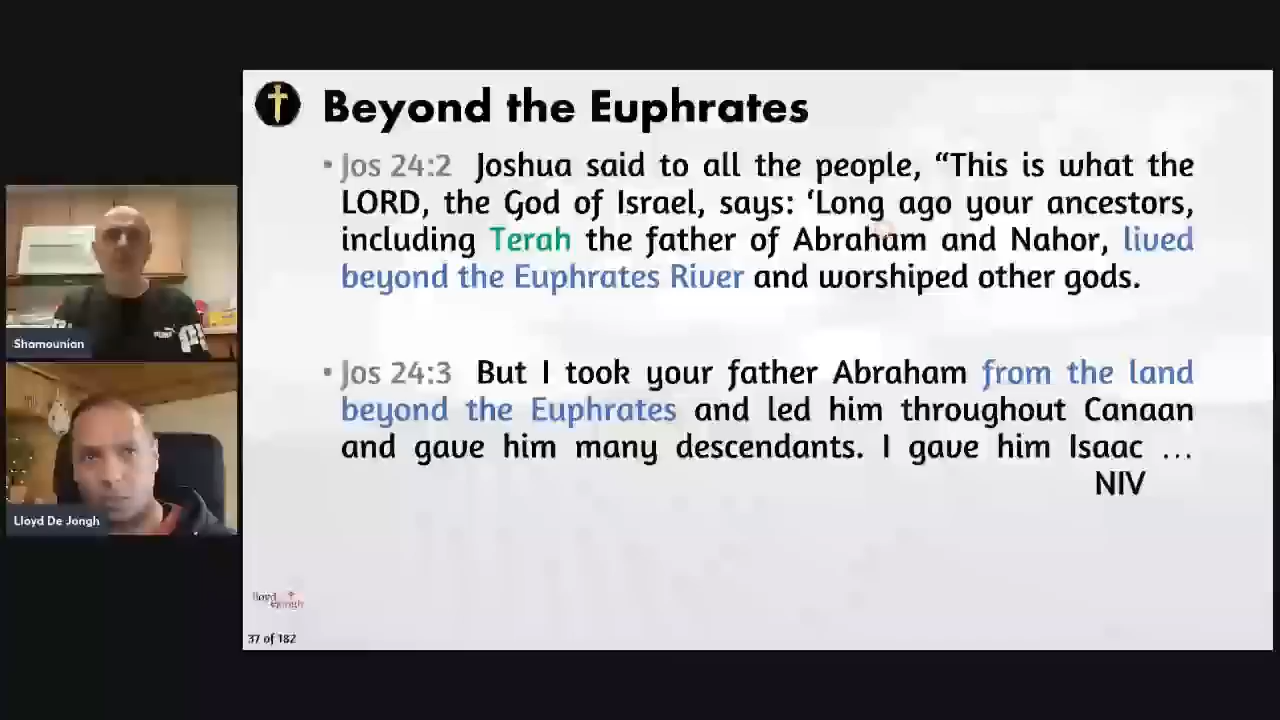 Beyond the Euphrates
• Jos 24:2 Joshua said to all the people, “This is what the
LORD, the God of Israel, says: ‘Long ago your ancestors,
including Terah the father of Abraham and Nahor, lived
beyond the Euphrates River and worshiped other gods.
• Jos 24:3 But I took your father Abraham from the land
beyond the Euphrates and led him throughout Canaan
and gave him many descendants. I gave him Isaac …
NIV
37 of 182
Shamounian
Lloyd De Jongh